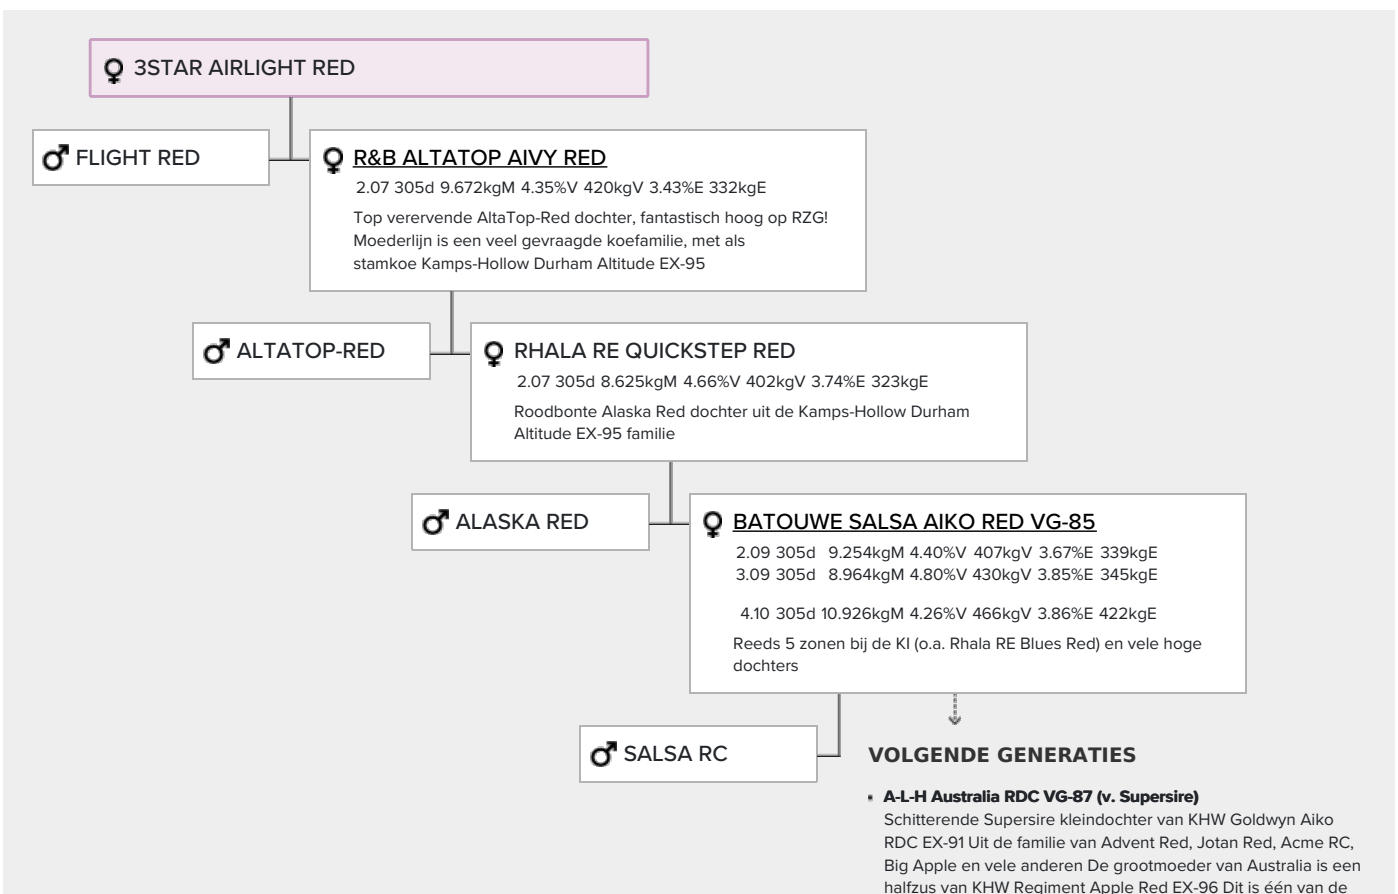 3STAR AIRLIGHT RED
FLIGHT RED
R&B ALTATOP AIVY RED
2.07 305d 9.672kgM 4.35%V 420kgV 3.43%E 332kgE
Top verervende AltaTop-Red dochter, fantastisch hoog op RZG!
Moederlijn is een veel gevraagde koefamilie, met als
stamkoe Kamps-Hollow Durham Altitude EX-95
ALTATOP-RED
RHALA RE QUICKSTEP RED
2.07 305d 8.625kgM 4.66%V 402kgV 3.74%E 323kgE
Roodbonte Alaska Red dochter uit de Kamps-Hollow Durham
Altitude EX-95 familie
ALASKA RED
BATOUWE SALSA AIKO RED VG-85
2.09 305d 9.254kgM 4.40%V 407kgV 3.67%E 339kgE
3.09 305d 8.964kgM 4.80%V 430kgV 3.85%E 345kgE
4.10 305d 10.926kgM 4.26%V 466kgV 3.86%E 422kgE
Reeds 5 zonen bij de KI (o.a. Rhala RE Blues Red) en vele hoge
dochters
SALSA RC
VOLGENDE GENERATIES
A-L-H Australia RDC VG-87 (v. Supersire)
Schitterende Supersire kleindochter van KHW Goldwyn Aiko
RDC EX-91 Uit de familie van Advent Red, Jotan Red, Acme RC,
Big Apple en vele anderen De grootmoeder van Australia is een
halfzus van KHW Regiment Apple Red EX-96 Dit is één van de